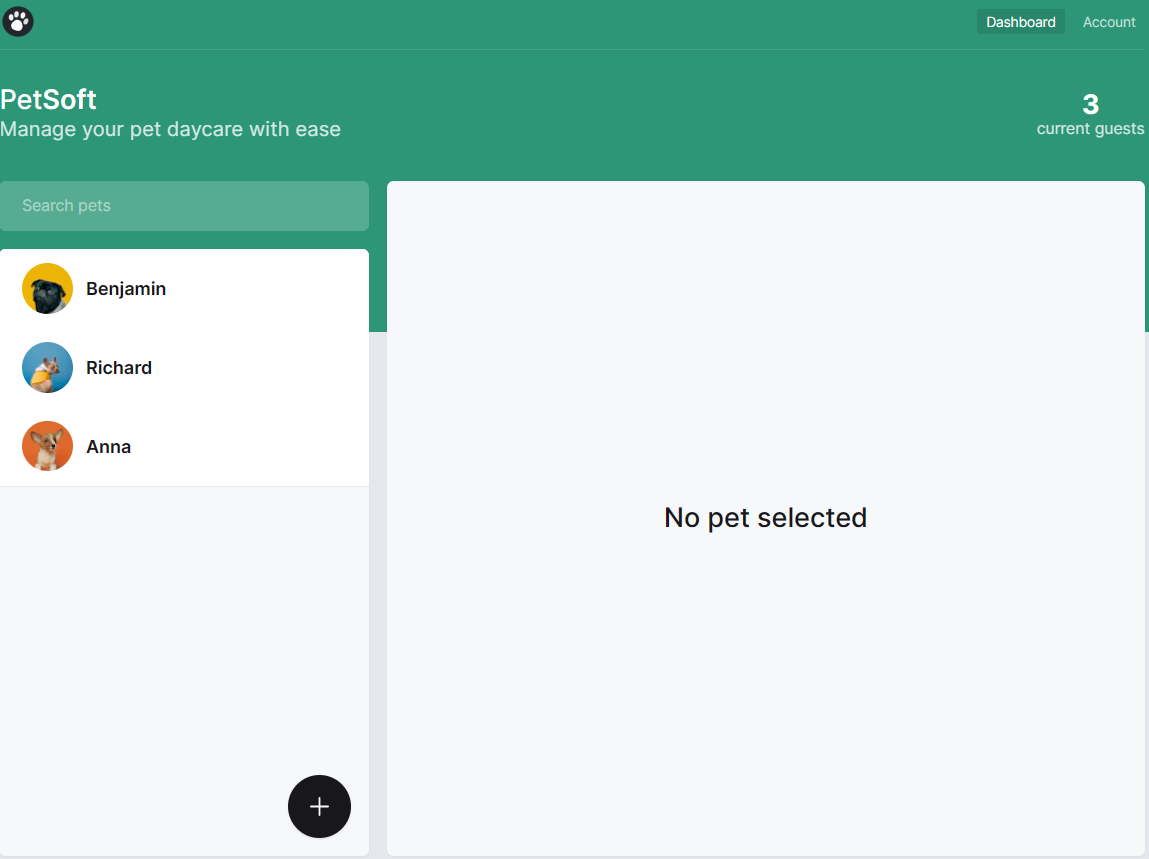 Dashboard Account
PetSoft
Manage your pet daycare with ease
3
current guests
Search pets
Benjamin
Richard
Anna
No pet selected
+